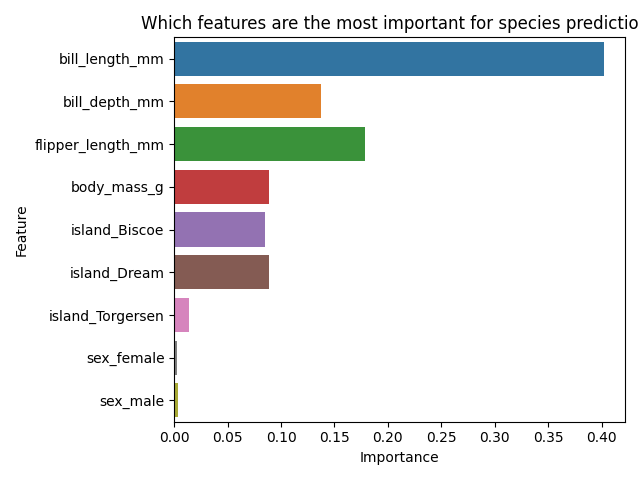 Which features are the most important for species predictio
bill_length_mm
bill_depth_mm
flipper_length_mm
body_mass_g
island_Biscoe
island_Dream
island_Torgersen
sex_female
sex_male
Feature
0.00 0.05 0.10 0.15 0.20 0.25 0.30 0.35 0.40
Importance